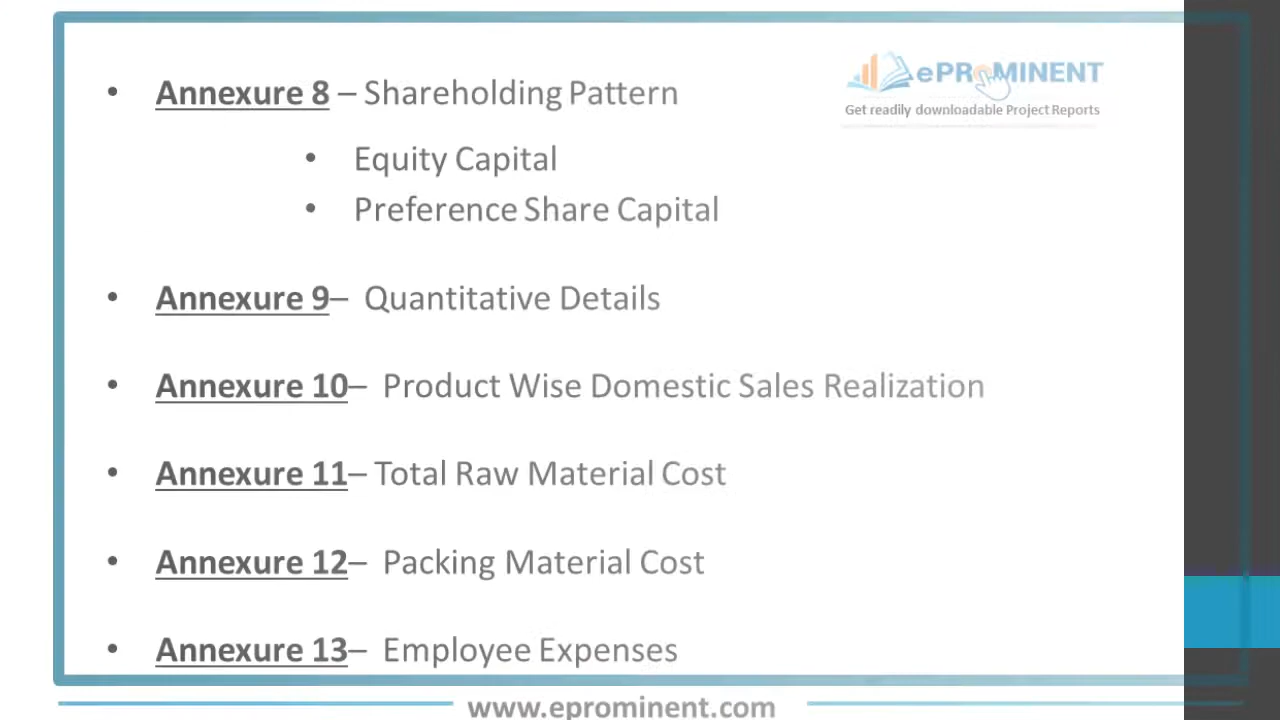 ePROMINENT
Get readily downloadable Project Reports
• Annexure 8 – Shareholding Pattern
• Equity Capital
• Preference Share Capital
• Annexure 9– Quantitative Details
• Annexure 10– Product Wise Domestic Sales Realization
• Annexure 11– Total Raw Material Cost
• Annexure 12– Packing Material Cost
• Annexure 13– Employee Expenses
www.eprominent.com